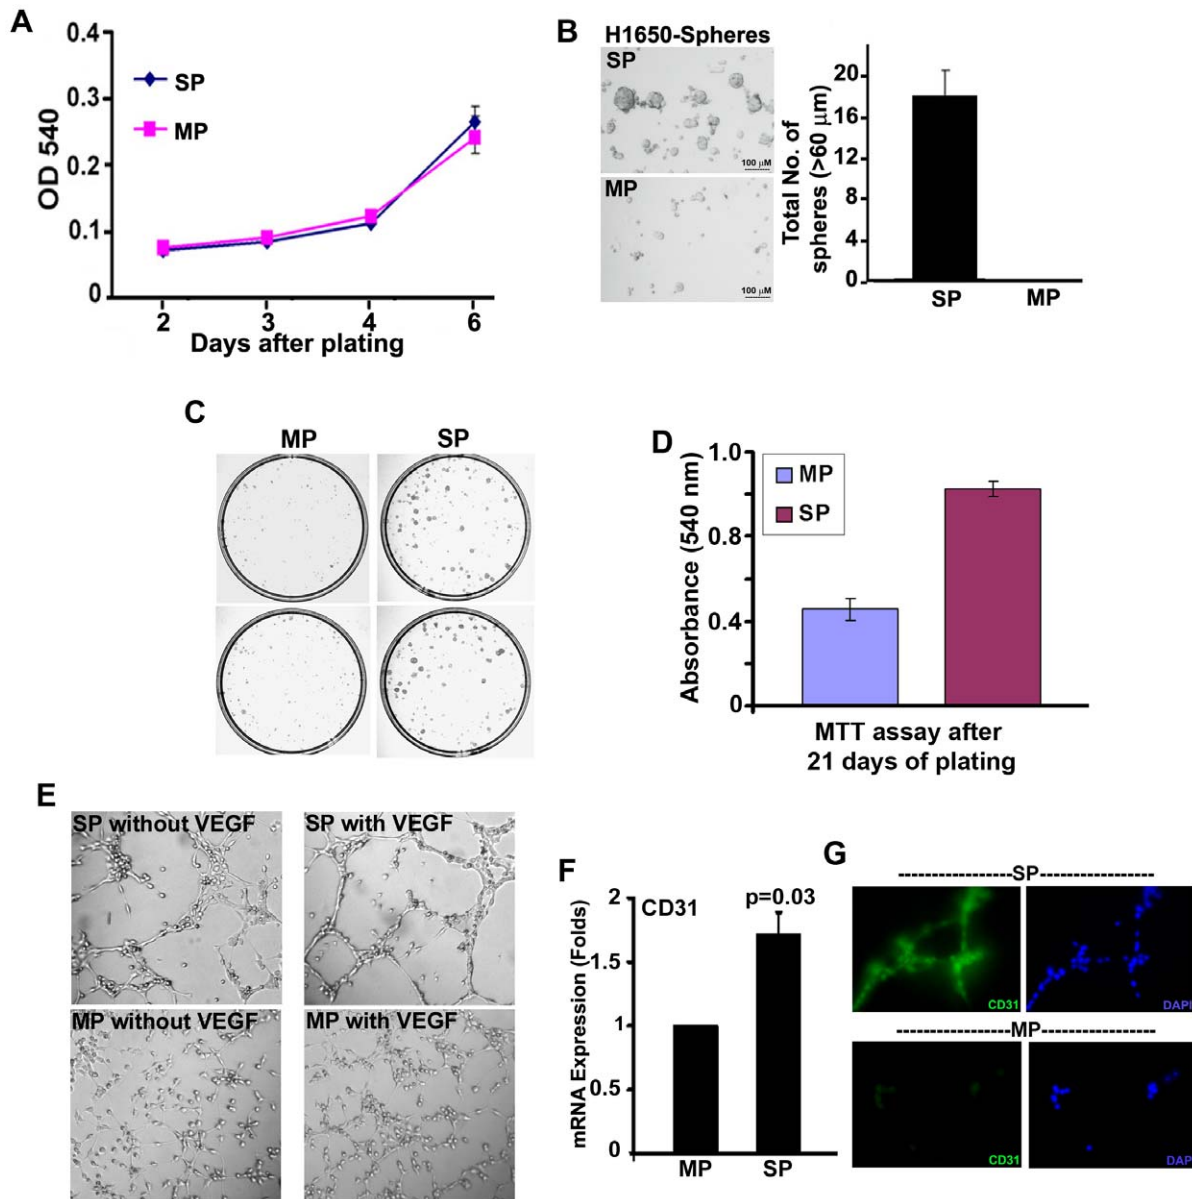 A
0.4
0.3
0.2
0.1
0
OD 540
SP
MP
2 3 4 6
Days after plating
B
H1650-Spheres
SP
100 µM
MP
100 µM
Total No. of
spheres (>60 µm)
20
16
12
8
4
0
SP MP
C
MP SP
D
Absorbance (540 nm)
1.0
0.4
0
MP
SP
MTT assay after
21 days of plating
E
SP without VEGF
SP with VEGF
MP without VEGF
MP with VEGF
F
mRNA Expression (Folds)
2
1.5
1
0.5
0
CD31
p=0.03
MP SP
G
-----------------SP-----------------
CD31
DAPI
-----------------MP-----------------
CD31
DAPI